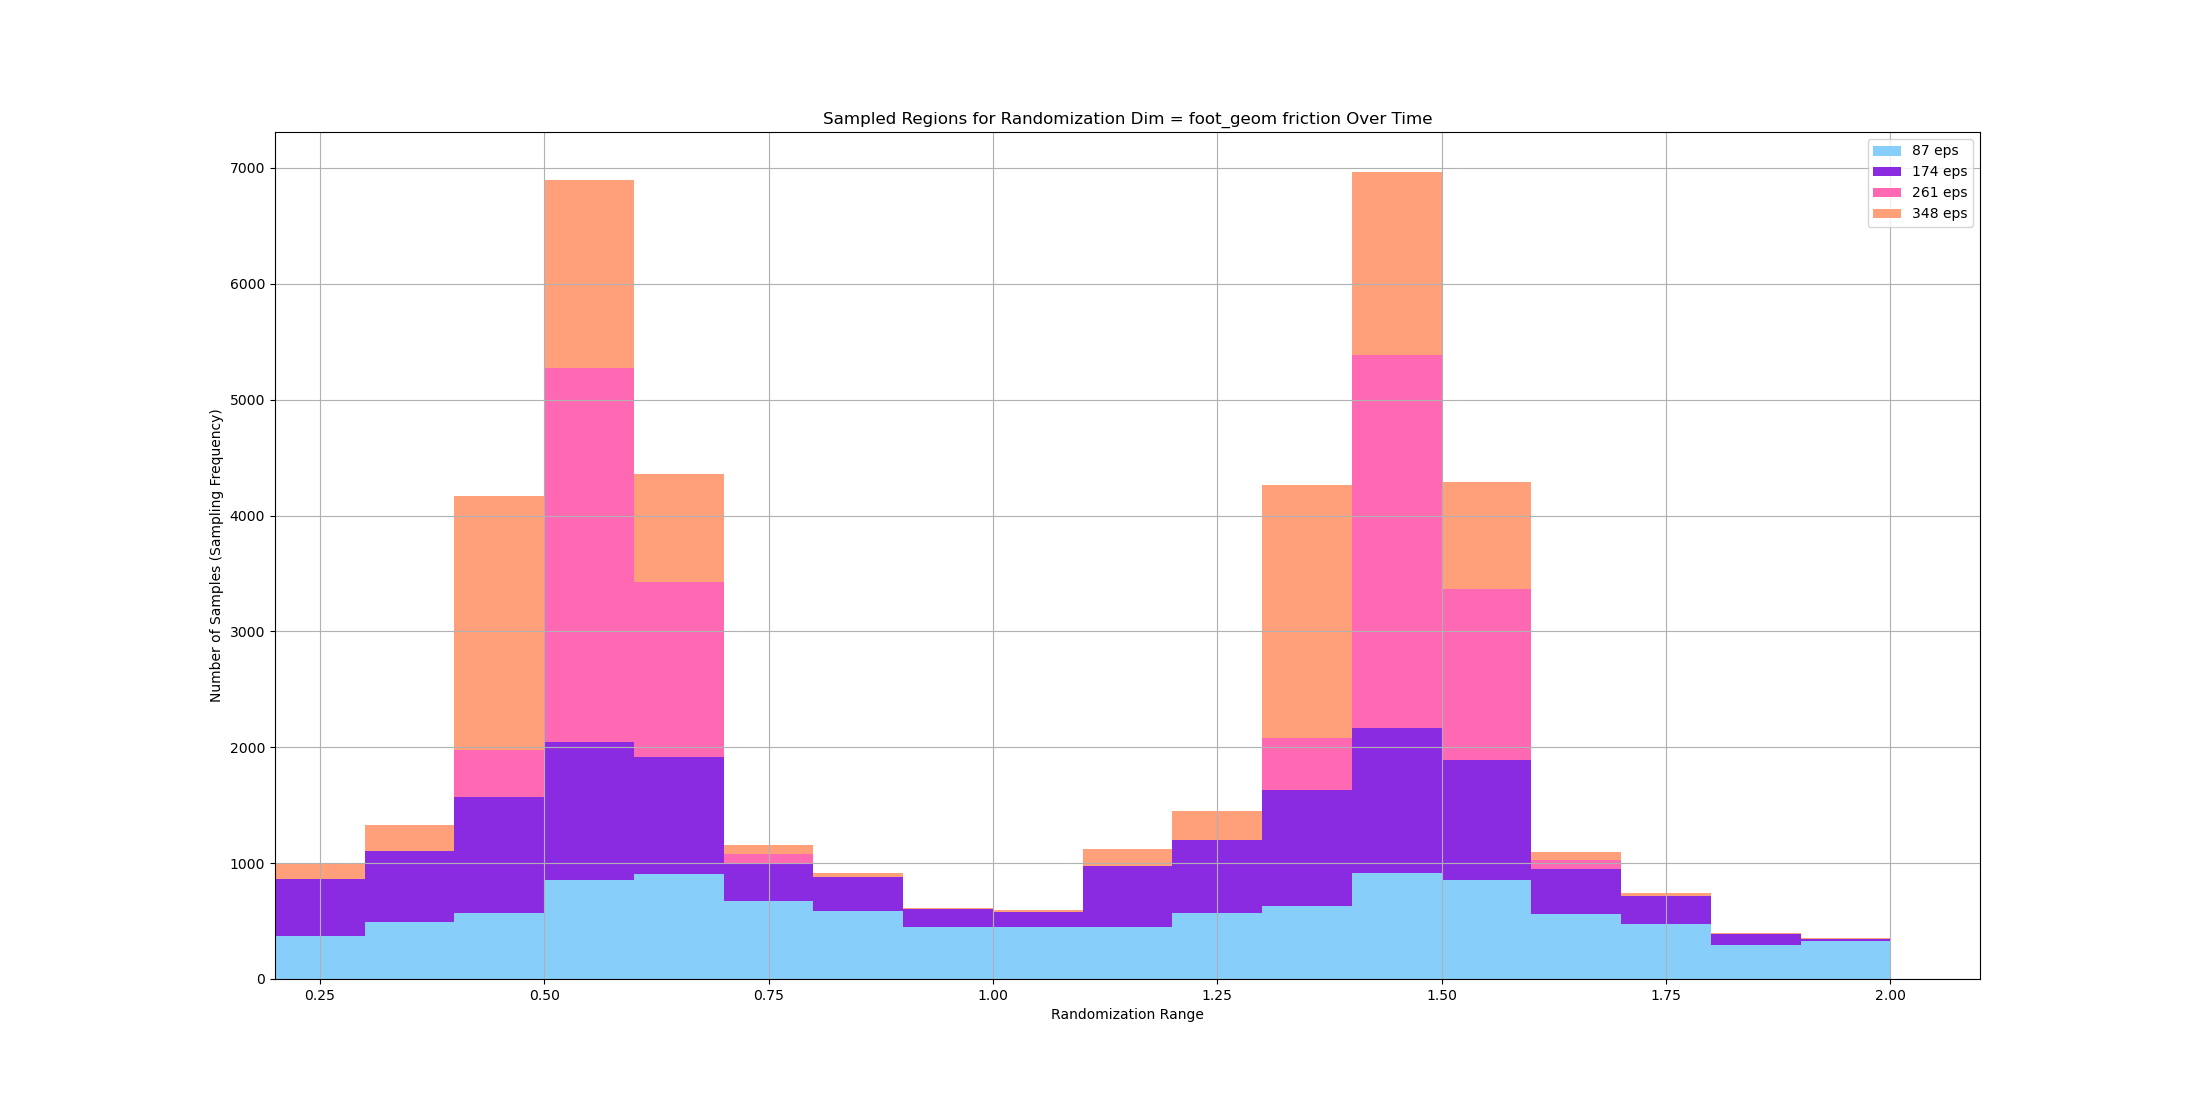 Sampled Regions for Randomization Dim = foot_geom friction Over Time
87 eps
174 eps
261 eps
348 eps
Number of Samples (Sampling Frequency)
7000
6000
5000
4000
3000
2000
1000
0
0.25 0.50 0.75 1.00 1.25 1.50 1.75 2.00
Randomization Range